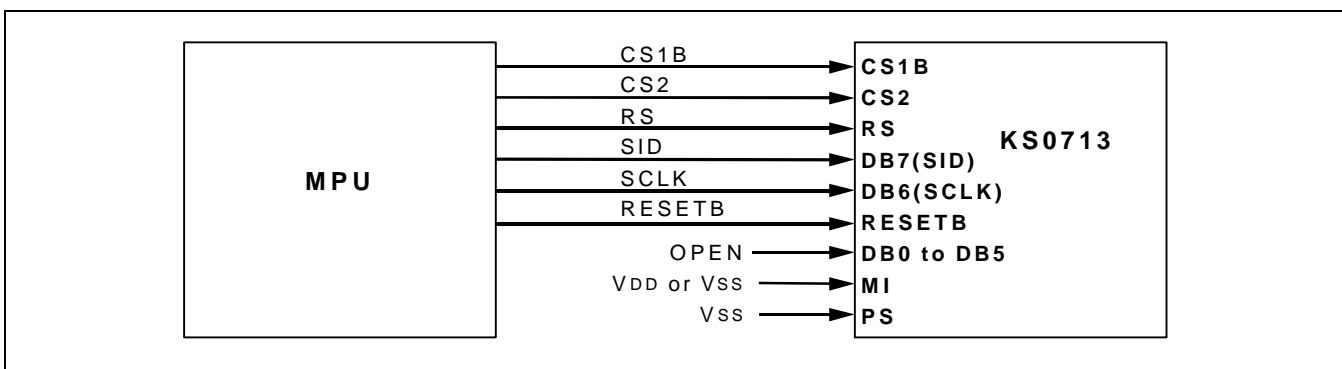 MPU
CS1B
CS2
RS
SID
SCLK
RESETB
OPEN
VDD or VSS
VSS
CS1B
CS2
RS
DB7(SID)
DB6(SCLK)
RESETB
DB0 to DB5
MI
PS
KS0713